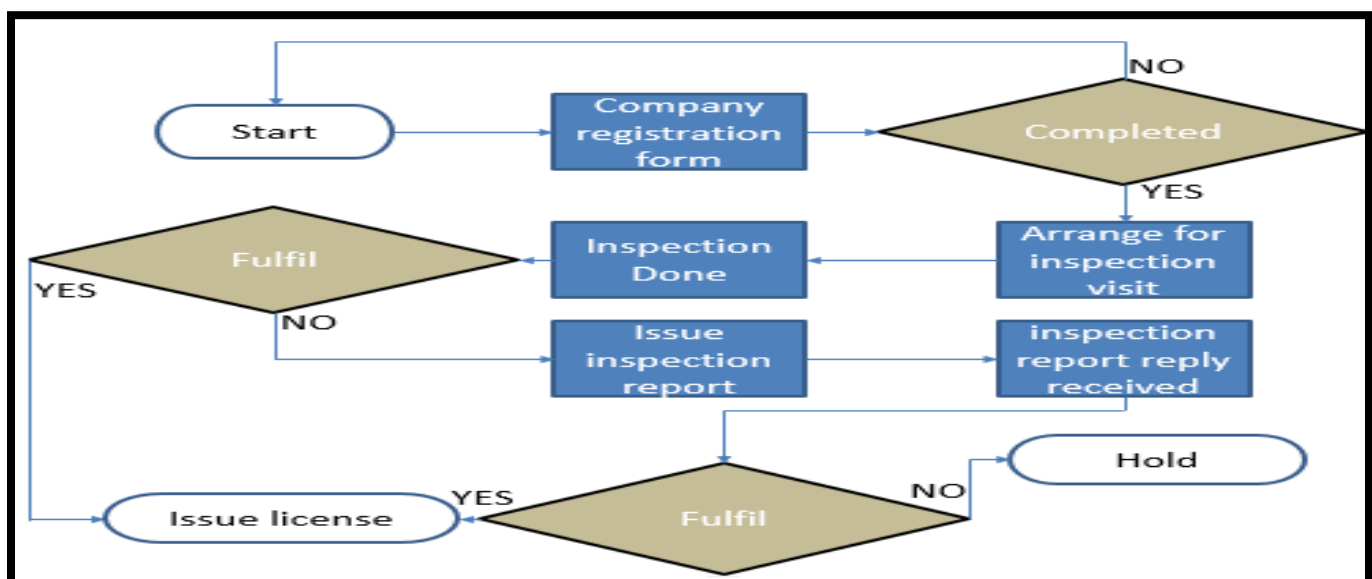 NO
Start
Company
registration
form
Completed
YES
Fulfil
Inspection
Done
Arrange for
inspection
visit
YES
NO
Issue
inspection
report
inspection
report reply
received
Hold
YES
NO
Issue license
Fulfil